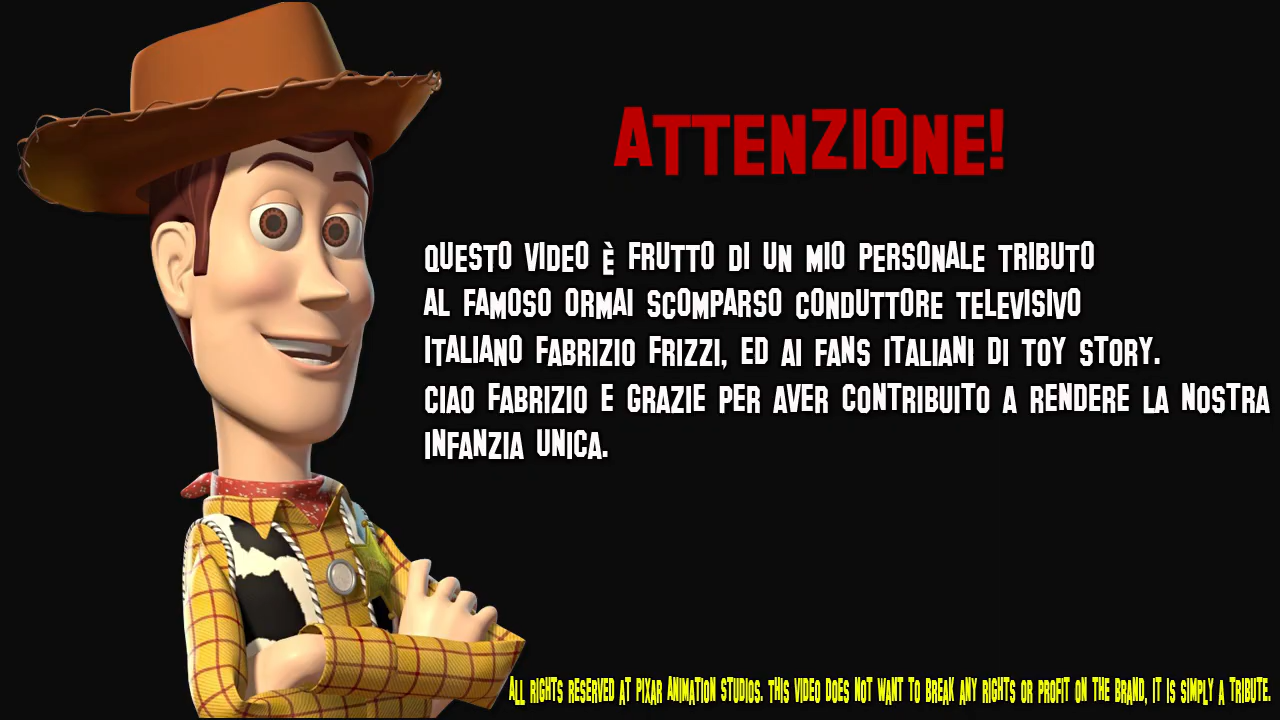 ATTENZIONE!
QUESTO VIDEO È FRUTTO DI UN MIO PERSONALE TRIBUTO
AL FAMOSO ORMAI SCOMPARSO CONDUTTORE TELEVISIVO
ITALIANO FABRIZIO FRIZZI, ED AI FANS ITALIANI DI TOY STORY.
CIAO FABRIZIO E GRAZIE PER AVER CONTRIBUITO A RENDERE LA NOSTRA
INFANZIA UNICA.
ALL RIGHTS RESERVED AT PIXAR ANIMATION STUDIOS. THIS VIDEO DOES NOT WANT TO BREAK ANY RIGHTS OR PROFIT ON THE BRAND, IT IS SIMPLY A TRIBUTE.